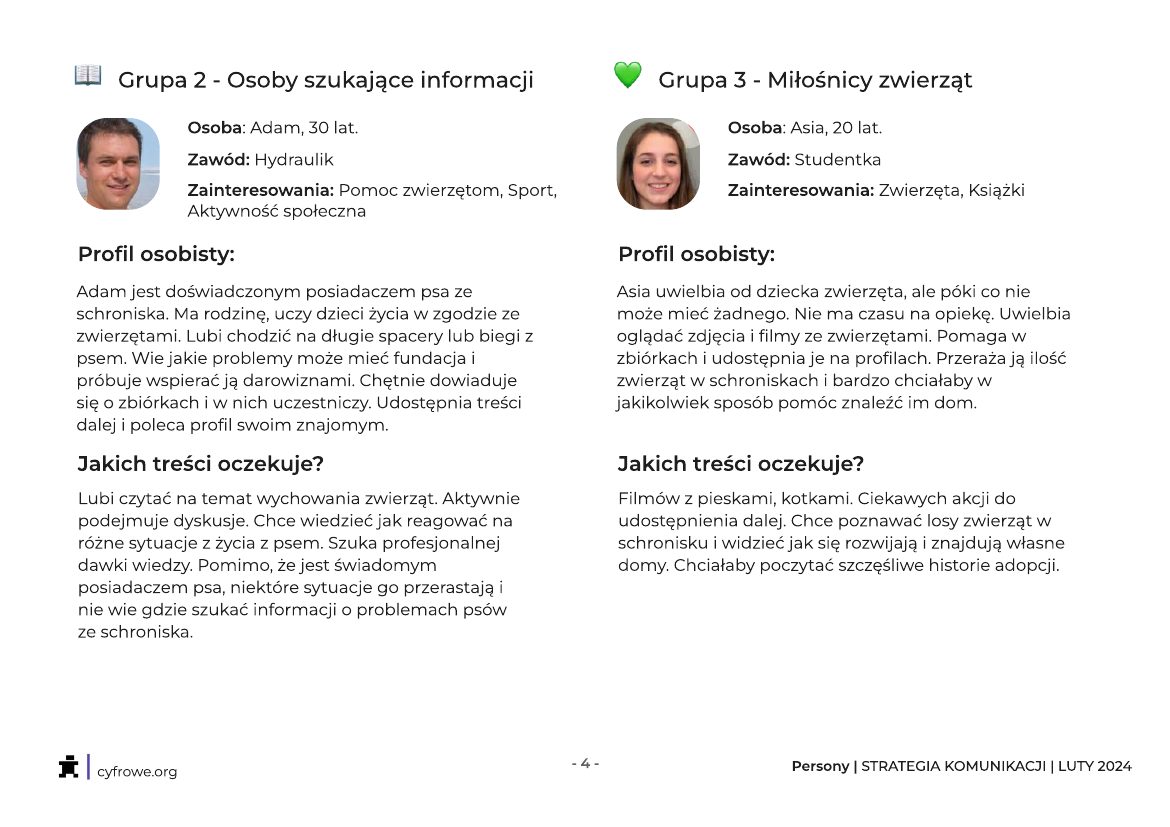 Grupa 2 - Osoby szukające informacji
Osoba: Adam, 30 lat.
Zawód: Hydraulik
Zainteresowania: Pomoc zwierzętom, Sport,
Aktywność społeczna
Profil osobisty:
Adam jest doświadczonym posiadaczem psa ze
schroniska. Ma rodzinę, uczy dzieci życia w zgodzie ze
zwierzętami. Lubi chodzić na długie spacery lub biegi z
psem. Wie jakie problemy może mieć fundacja i
próbuje wspierać ją darowiznami. Chętnie dowiaduje
się o zbiórkach i w nich uczestniczy. Udostępnia treści
dalej i poleca profil swoim znajomym.
Jakich treści oczekuje?
Lubi czytać na temat wychowania zwierząt. Aktywnie
podejmuje dyskusje. Chce wiedzieć jak reagować na
różne sytuacje z życia z psem. Szuka profesjonalnej
dawki wiedzy. Pomimo, że jest świadomym
posiadaczem psa, niektóre sytuacje go przerastają i
nie wie gdzie szukać informacji o problemach psów
ze schroniska.
Grupa 3 - Miłośnicy zwierząt
Osoba: Asia, 20 lat.
Zawód: Studentka
Zainteresowania: Zwierzęta, Książki
Profil osobisty:
Asia uwielbia od dziecka zwierzęta, ale póki co nie
może mieć żadnego. Nie ma czasu na opiekę. Uwielbia
oglądać zdjęcia i filmy ze zwierzętami. Pomaga w
zbiórkach i udostępnia je na profilach. Przeraża ją ilość
zwierząt w schroniskach i bardzo chciałaby w
jakikolwiek sposób pomóc znaleźć im dom.
Jakich treści oczekuje?
Filmów z pieskami, kotkami. Ciekawych akcji do
udostępnienia dalej. Chce poznawać losy zwierząt w
schronisku i widzieć jak się rozwijają i znajdują własne
domy. Chciałaby poczytać szczęśliwe historie adopcji.
cyfrowe.org
- 4 -
Persony | STRATEGIA KOMUNIKACJI | LUTY 2024